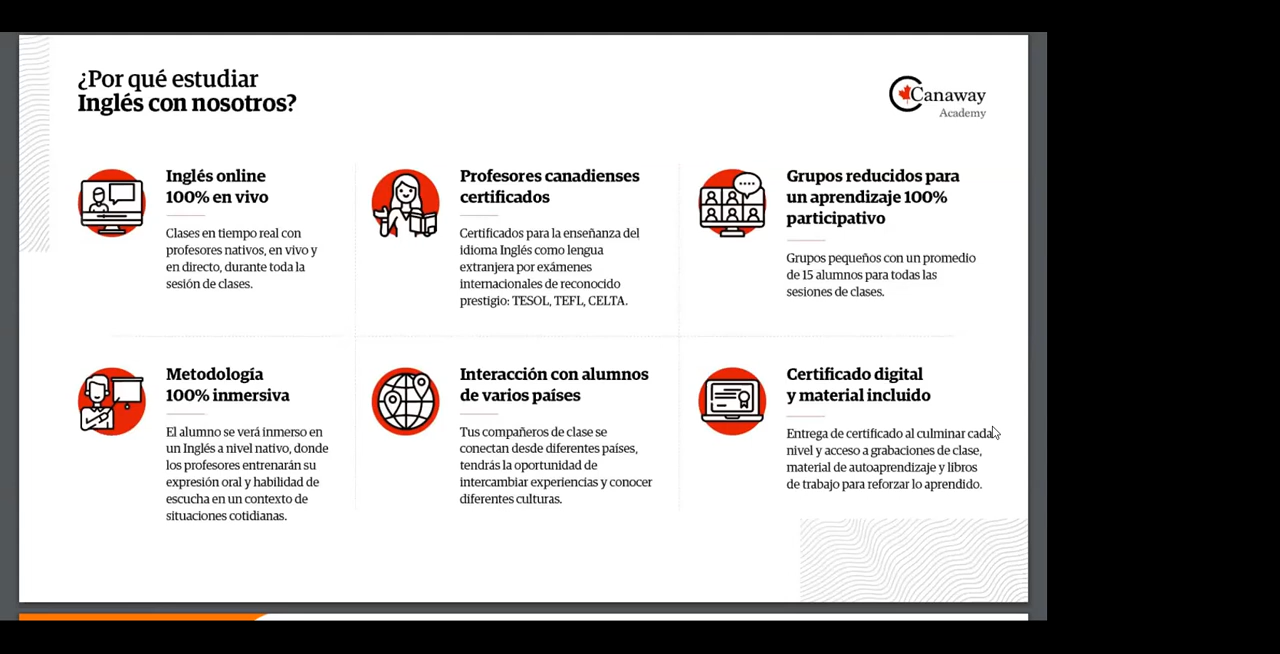 ¿Por qué estudiar
Inglés con nosotros?
Canaway
Academy
Inglés online
100% en vivo
Clases en tiempo real con
profesores nativos, en vivo y
en directo, durante toda la
sesión de clases.
Profesores canadienses
certificados
Certificados para la enseñanza del
idioma Inglés como lengua
extranjera por exámenes
internacionales de reconocido
prestigio: TESOL, TEFL, CELTA.
Grupos reducidos para
un aprendizaje 100%
participativo
Grupos pequeños con un promedio
de 15 alumnos para todas las
sesiones de clases.
Metodología
100% inmersiva
El alumno se verá inmerso en
un Inglés a nivel nativo, donde
los profesores entrenarán su
expresión oral y habilidad de
escucha en un contexto de
situaciones cotidianas.
Interacción con alumnos
de varios países
Tus compañeros de clase se
conectan desde diferentes países,
tendrás la oportunidad de
intercambiar experiencias y conocer
diferentes culturas.
Certificado digital
y material incluido
Entrega de certificado al culminar cada
nivel y acceso a grabaciones de clase,
material de autoaprendizaje y libros
de trabajo para reforzar lo aprendido.